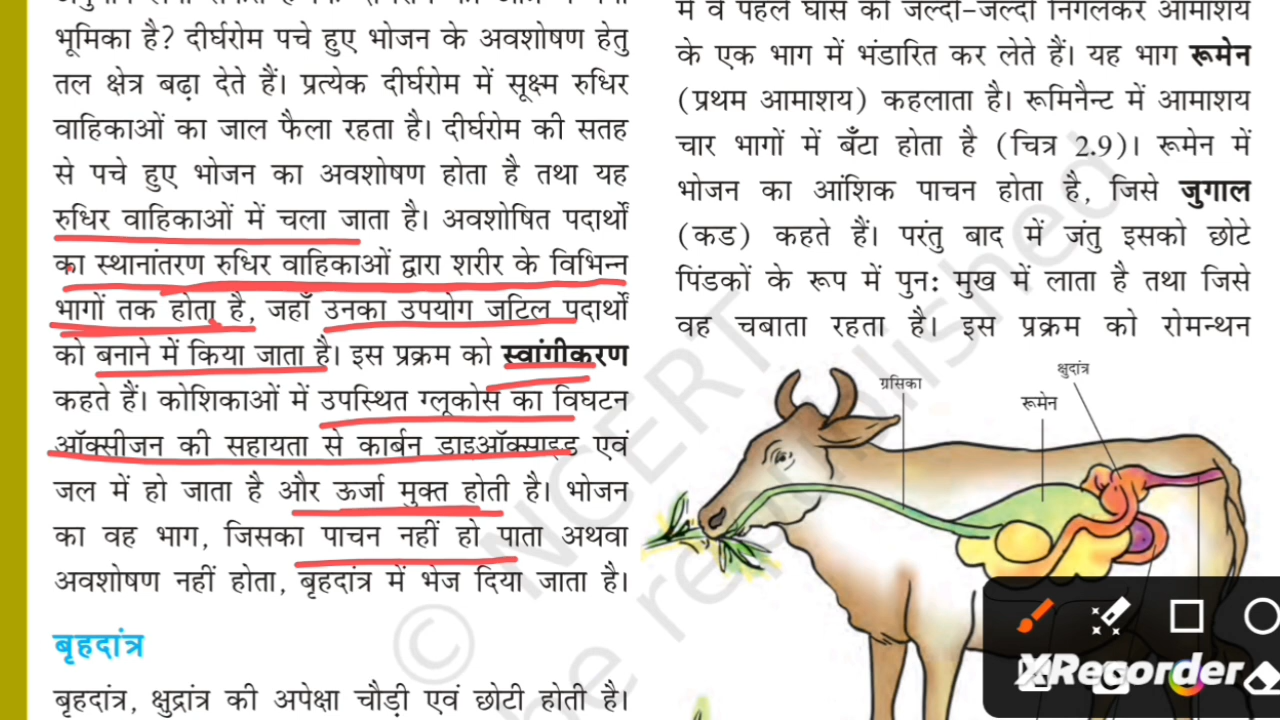 भूमिका है? दीर्घरोम पचे हुए भोजन के अवशोषण हेतु
तल क्षेत्र बढ़ा देते हैं। प्रत्येक दीर्घरोम में सूक्ष्म रुधिर
वाहिकाओं का जाल फैला रहता है। दीर्घरोम की सतह
से पचे हुए भोजन का अवशोषण होता है तथा यह
रुधिर वाहिकाओं में चला जाता है। अवशोषित पदार्थों
का स्थानांतरण रुधिर वाहिकाओं द्वारा शरीर के विभिन्न
भागों तक होता है, जहाँ उनका उपयोग जटिल पदार्थों
को बनाने में किया जाता है। इस प्रक्रम को स्वांगीकरण
कहते हैं। कोशिकाओं में उपस्थित ग्लूकोस का विघटन
ऑक्सीजन की सहायता से कार्बन डाइऑक्साइड एवं
जल में हो जाता है और ऊर्जा मुक्त होती है। भोजन
का वह भाग, जिसका पाचन नहीं हो पाता अथवा
अवशोषण नहीं होता, बृहदांत्र में भेज दिया जाता है।
बृहदांत्र
बृहदांत्र, क्षुद्रांत्र की अपेक्षा चौड़ी एवं छोटी होती है।
में वे पहले घास को जल्दी-जल्दी निगलकर आमाशय
के एक भाग में भंडारित कर लेते हैं। यह भाग रूमेन
(प्रथम आमाशय) कहलाता है। रूमिनैन्ट में आमाशय
चार भागों में बँटा होता है (चित्र 2.9)। रूमेन में
भोजन का आंशिक पाचन होता है, जिसे जुगाल
(कड) कहते हैं। परंतु बाद में जंतु इसको छोटे
पिंडकों के रूप में पुन: मुख में लाता है तथा जिसे
वह चबाता रहता है। इस प्रक्रम को रोमन्थन
ग्रसिका
क्षुदांत्र
रूमेन
© NCERT
be republished
XRecorder